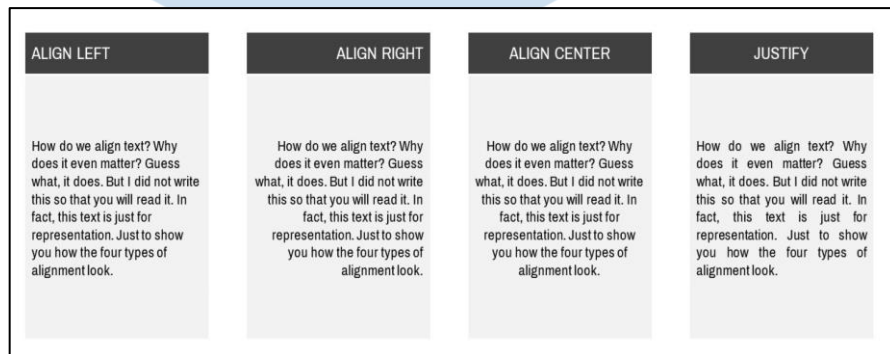 ALIGN LEFT
How do we align text? Why
does it even matter? Guess
what, it does. But I did not write
this so that you will read it. In
fact, this text is just for
representation. Just to show
you how the four types of
alignment look.
ALIGN RIGHT
How do we align text? Why
does it even matter? Guess
what, it does. But I did not write
this so that you will read it. In
fact, this text is just for
representation. Just to show
you how the four types of
alignment look.
ALIGN CENTER
How do we align text? Why
does it even matter? Guess
what, it does. But I did not write
this so that you will read it. In
fact, this text is just for
representation. Just to show
you how the four types of
alignment look.
JUSTIFY
How do we align text? Why
does it even matter? Guess
what, it does. But I did not write
this so that you will read it. In
fact, this text is just for
representation. Just to show
you how the four types of
alignment look.